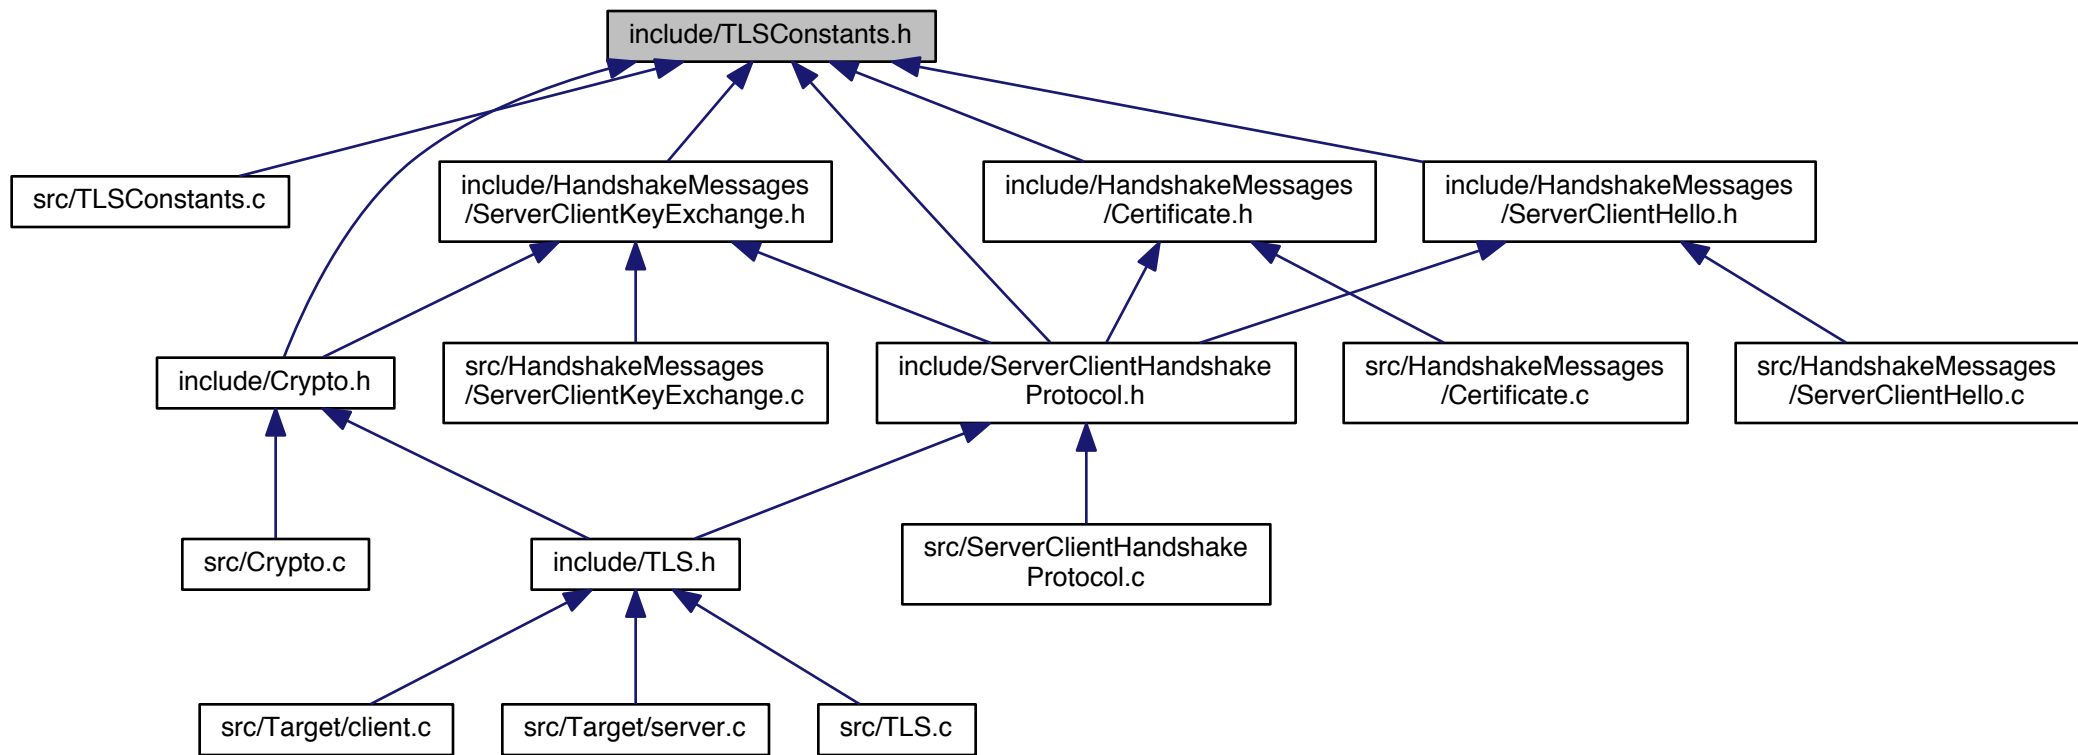 include/TLSConstants.h
src/TLSConstants.c
include/HandshakeMessages
/ServerClientKeyExchange.h
include/HandshakeMessages
/Certificate.h
include/HandshakeMessages
/ServerClientHello.h
include/Crypto.h
src/HandshakeMessages
/ServerClientKeyExchange.c
include/ServerClientHandshake
Protocol.h
src/HandshakeMessages
/Certificate.c
src/HandshakeMessages
/ServerClientHello.c
src/Crypto.c
include/TLS.h
src/ServerClientHandshake
Protocol.c
src/Target/client.c
src/Target/server.c
src/TLS.c